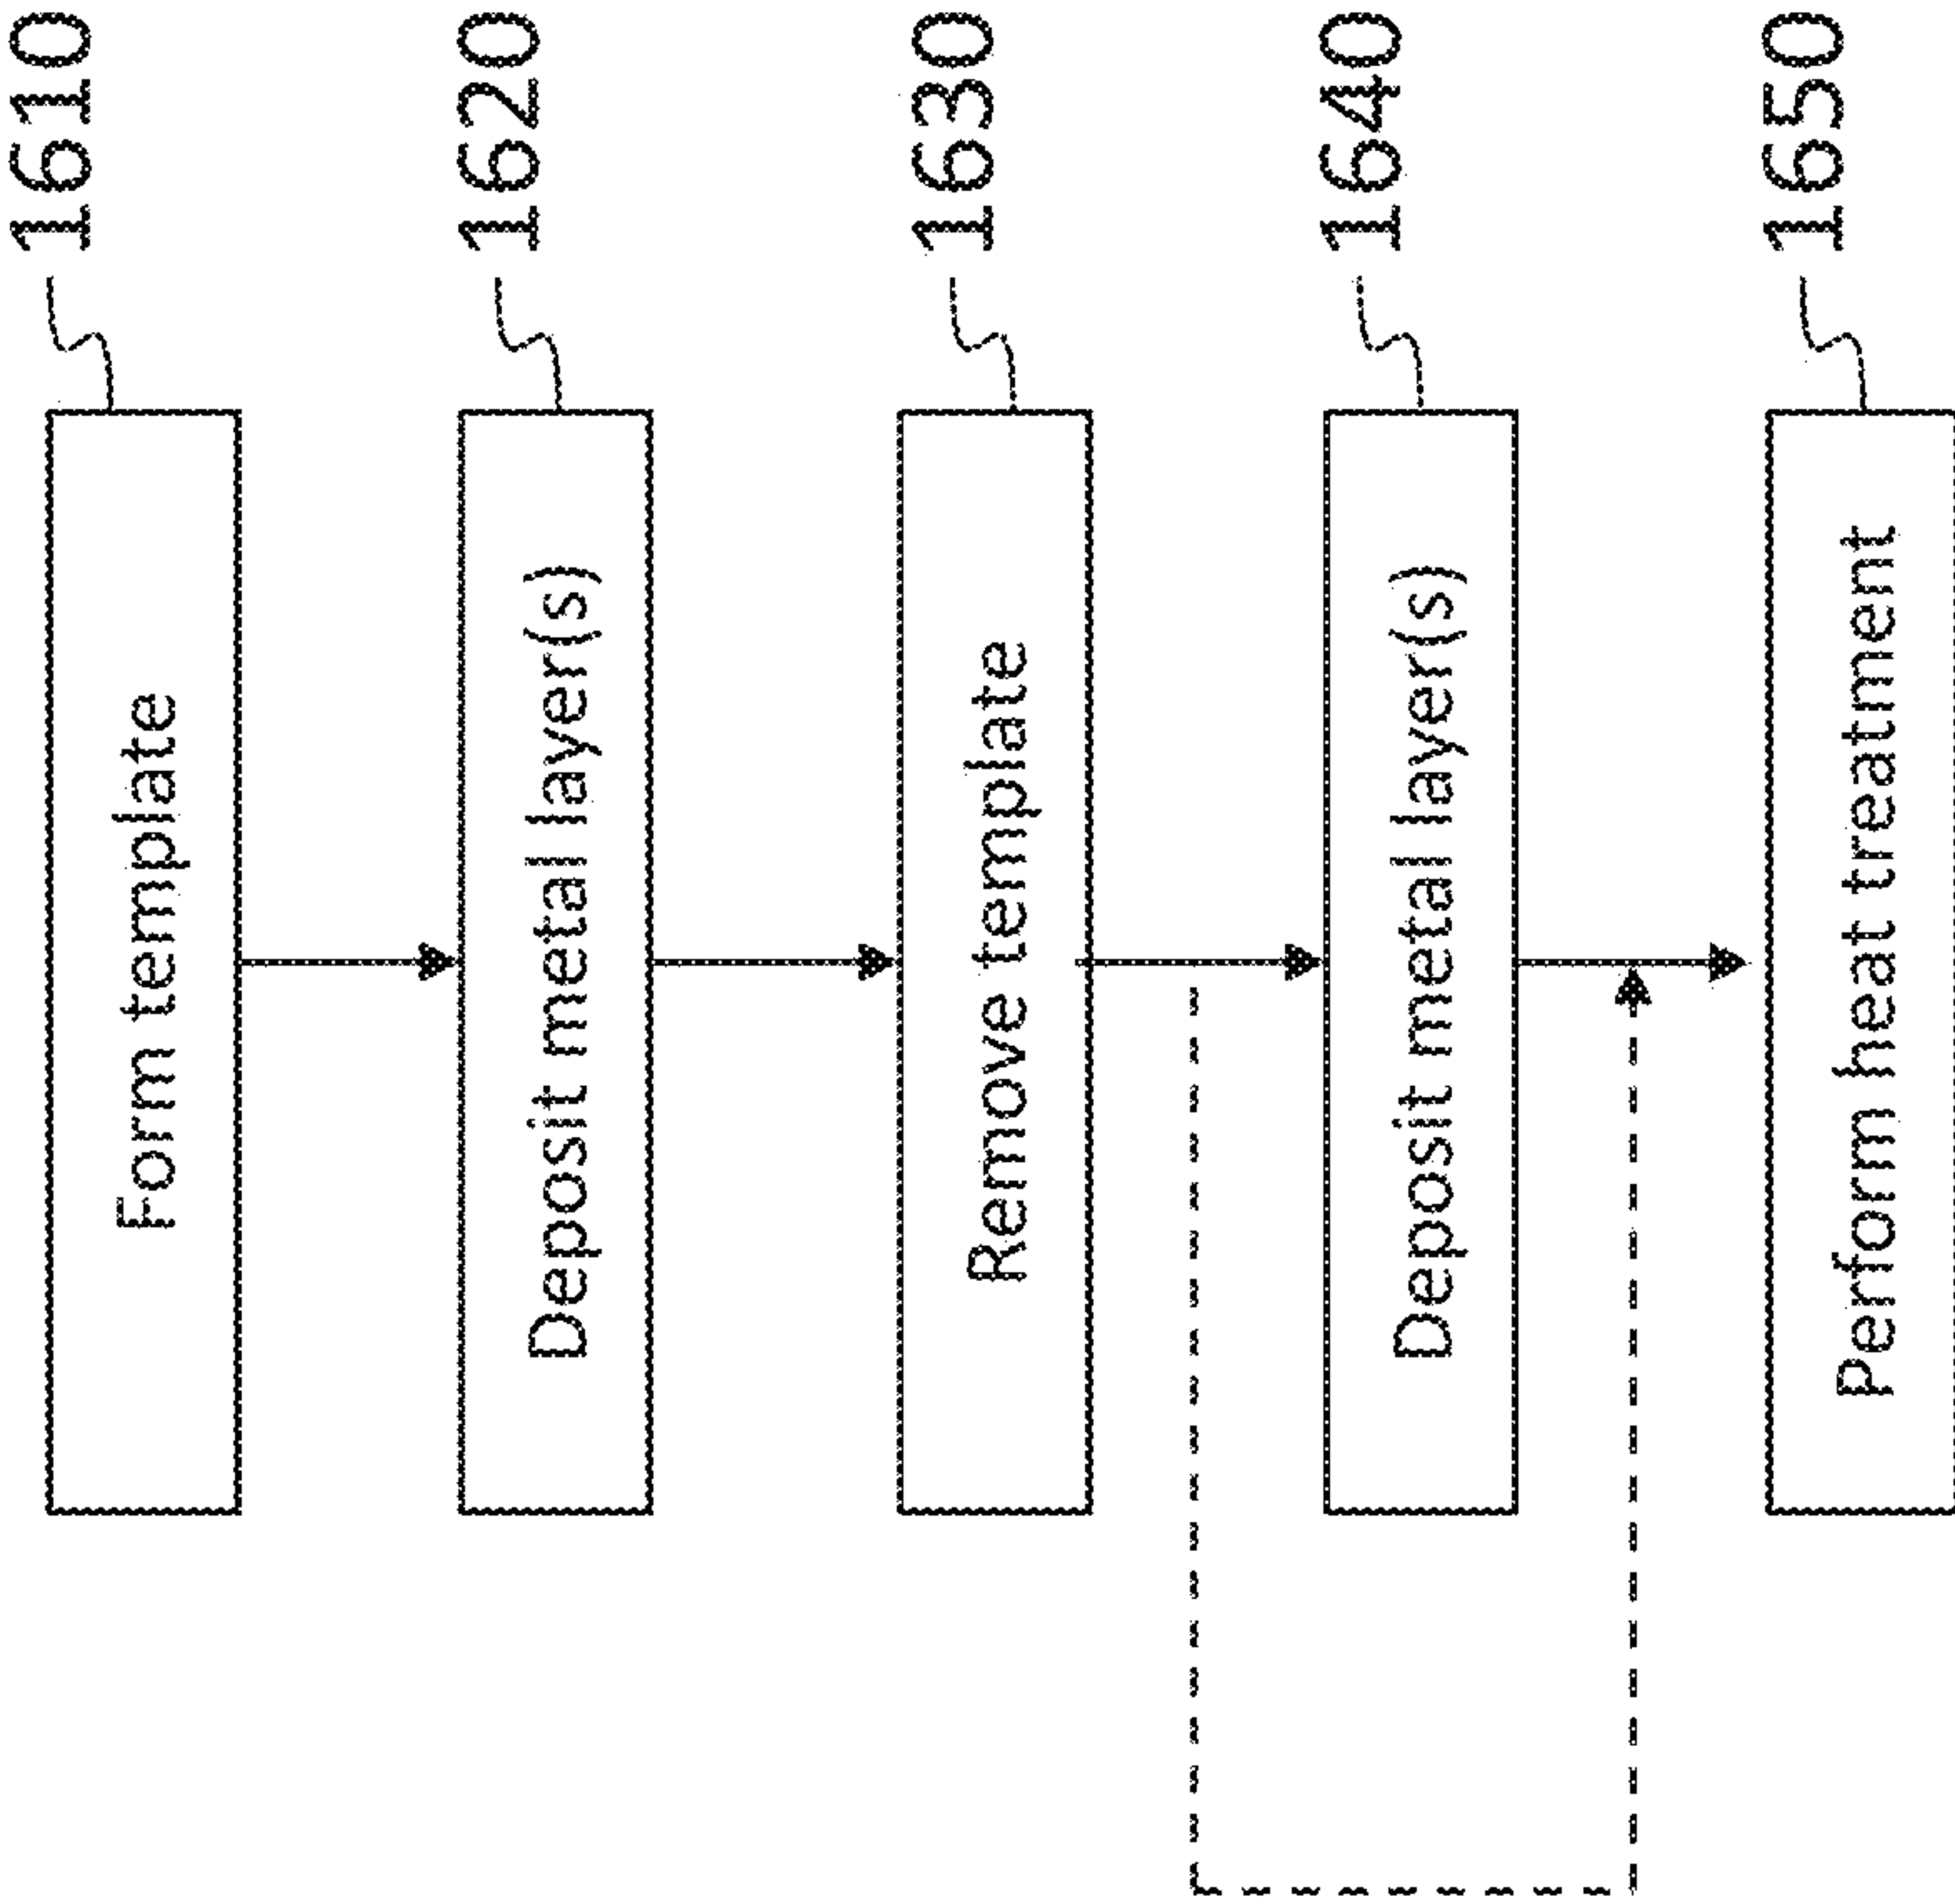 Form template
1610
Deposit metal layer(s)
1620
Remove template
1630
Deposit metal layer(s)
1640
Perform heat treatment
1650